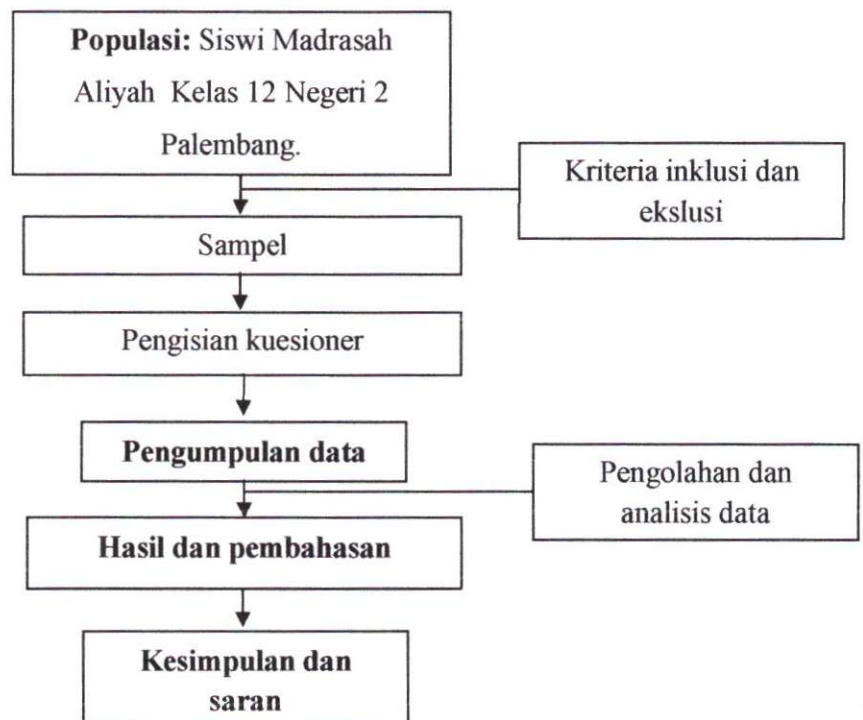 Populasi: Siswi Madrasah
Aliyah Kelas 12 Negeri 2
Palembang.
Kriteria inklusi dan
ekslusi
Sampel
Pengisian kuesioner
Pengumpulan data
Pengolahan dan
analisis data
Hasil dan pembahasan
Kesimpulan dan
saran